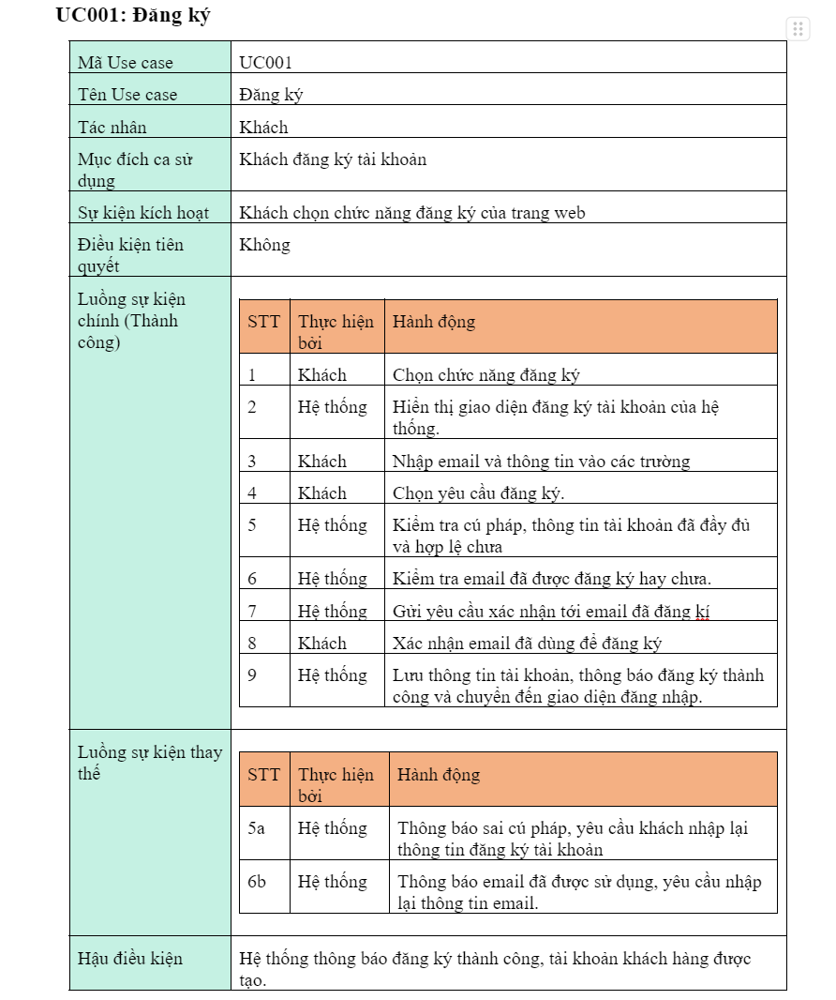 UC001: Đăng ký
Mã Use case UC001
Tên Use case Đăng ký
Tác nhân Khách
Mục đích ca sử Khách đăng ký tài khoản
dụng
Sự kiện kích hoạt Khách chọn chức năng đăng ký của trang web
Điều kiện tiên Không
quyết
Luồng sự kiện
chính (Thành
công)
STT Thực hiện Hành động
bởi
1 Khách Chọn chức năng đăng ký
2 Hệ thống Hiển thị giao diện đăng ký tài khoản của hệ
thống.
3 Khách Nhập email và thông tin vào các trường
4 Khách Chọn yêu cầu đăng ký.
5 Hệ thống Kiểm tra cú pháp, thông tin tài khoản đã đầy đủ
và hợp lệ chưa
6 Hệ thống Kiểm tra email đã được đăng ký hay chưa.
7 Hệ thống Gửi yêu cầu xác nhận tới email đã đăng kí
8 Khách Xác nhận email đã dùng để đăng ký
9 Hệ thống Lưu thông tin tài khoản, thông báo đăng ký thành
công và chuyển đến giao diện đăng nhập.
Luồng sự kiện thay
thế
STT Thực hiện Hành động
bởi
5a Hệ thống Thông báo sai cú pháp, yêu cầu khách nhập lại
thông tin đăng ký tài khoản
6b Hệ thống Thông báo email đã được sử dụng, yêu cầu nhập
lại thông tin email.
Hậu điều kiện Hệ thống thông báo đăng ký thành công, tài khoản khách hàng được
tạo.